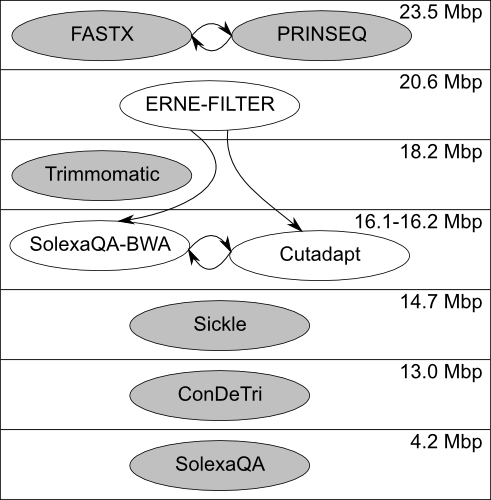 23.5 Mbp
FASTX PRINSEQ
20.6 Mbp
ERNE-FILTER
18.2 Mbp
Trimmomatic
16.1-16.2 Mbp
SolexaQA-BWA Cutadapt
14.7 Mbp
Sickle
13.0 Mbp
ConDeTri
4.2 Mbp
SolexaQA